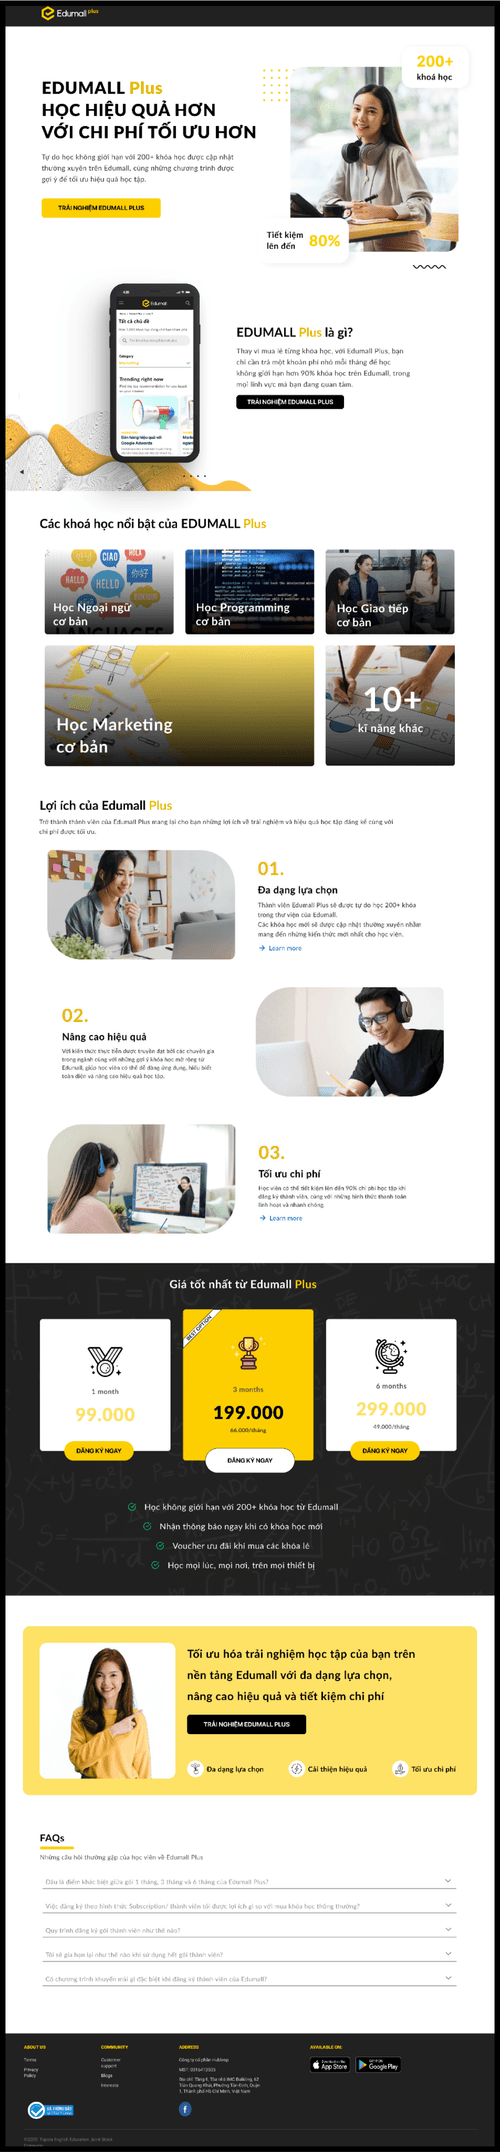 Edumall plus
200+
khoá học
EDUMALL Plus
HỌC HIỆU QUẢ HƠN
VỚI CHI PHÍ TỐI ƯU HƠN
Tự do học không giới hạn với 200+ khóa học được cập nhật
thường xuyên trên Edumall, cùng những chương trình được
gợi ý để tối ưu hiệu quả học tập.
TRẢI NGHIỆM EDUMALL PLUS
Tiết kiệm
lên đến
80%
Edumall
Tất cả chủ đề
Category
Trending right now
Bán hàng hiệu quả với
Google Adwords
EDUMALL Plus là gì?
Thay vì mua lẻ từng khóa học, với Edumall Plus, bạn
chỉ cần trả một khoản phí nhỏ mỗi tháng để học
không giới hạn hơn 90% khóa học trên Edumall, trong
mọi lĩnh vực mà bạn đang quan tâm.
TRẢI NGHIỆM EDUMALL PLUS
Các khoá học nổi bật của EDUMALL Plus
CIAO
HOLA
HALLO
HELLO
你好
LANGUAGES
Học Ngoại ngữ
cơ bản
Học Programming
cơ bản
Học Giao tiếp
cơ bản
Học Marketing
cơ bản
10+
kĩ năng khác
Lợi ích của Edumall Plus
Trở thành thành viên của Edumall Plus mang lại cho bạn những lợi ích về trải nghiệm và hiệu quả học tập đáng kể cùng với
chi phí được tối ưu.
01.
Đa dạng lựa chọn
Thành viên Edumall Plus sẽ được tự do học 200+ khóa
trong thư viện của Edumall.
Các khóa học mới sẽ được cập nhật thường xuyên nhằm
mang đến những kiến thức mới nhất cho học viên.
Learn more
02.
Nâng cao hiệu quả
Với kiến thức thực tiễn được truyền đạt bởi các chuyên gia
trong ngành cùng với những gợi ý khóa học mở rộng từ
Edumall, giúp học viên có thể dễ dàng ứng dụng, hiểu biết
toàn diện và nâng cao hiệu quả học tập.
03.
Tối ưu chi phí
Học viên có thể tiết kiệm lên đến 90% chi phí học tập khi
đăng ký thành viên, cùng với những hình thức thanh toán
linh hoạt và nhanh chóng.
Learn more
Giá tốt nhất từ Edumall Plus
1 month
99.000
ĐĂNG KÝ NGAY
BEST OPTION
3 months
199.000
66.000/tháng
ĐĂNG KÝ NGAY
6 months
299.000
49.000/tháng
ĐĂNG KÝ NGAY
Học không giới hạn với 200+ khóa học từ Edumall
Nhận thông báo ngay khi có khóa học mới
Voucher ưu đãi khi mua các khóa lẻ
Học mọi lúc, mọi nơi, trên mọi thiết bị
Tối ưu hóa trải nghiệm học tập của bạn trên
nền tảng Edumall với đa dạng lựa chọn,
nâng cao hiệu quả và tiết kiệm chi phí
TRẢI NGHIỆM EDUMALL PLUS
Đa dạng lựa chọn
Cải thiện hiệu quả
Tối ưu chi phí
FAQs
Những câu hỏi thường gặp của học viên về Edumall Plus
Đâu là điểm khác biệt giữa gói 1 tháng, 3 tháng và 6 tháng của Edumall Plus?
Việc đăng ký theo hình thức Subscription/ thành viên tôi được lợi ích gì so với mua khóa học thông thường?
Quy trình đăng ký gói thành viên như thế nào?
Tôi sẽ gia hạn lại như thế nào khi sử dụng hết gói thành viên?
Có chương trình khuyến mãi gì đặc biệt khi đăng ký thành viên của Edumall?
ABOUT US
Terms
Privacy
Policy
COMMUNITY
Customer
support
Blogs
ADDRESS
AVAILABLE ON:
App Store
Google Play